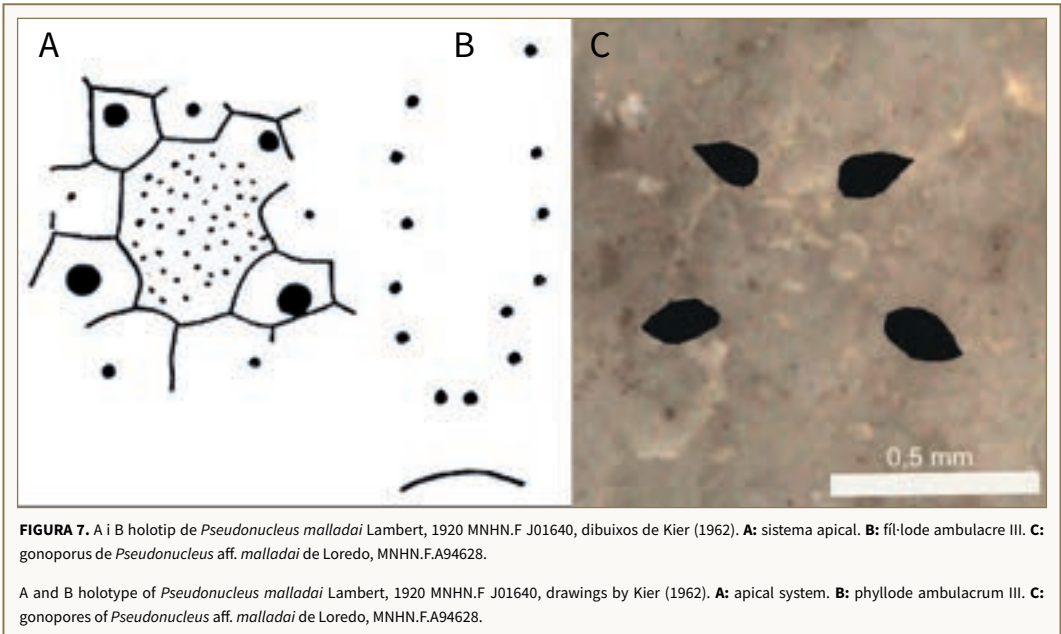 A
B
C
0,5 mm
FIGURA 7. A i B holotip de Pseudonucleus malladai Lambert, 1920 MNHN.F J01640, dibuixos de Kier (1962). A: sistema apical. B: fíl·lode ambulacre III. C:
gonoporus de Pseudonucleus aff. malladai de Loredo, MNHN.F.A94628.
A and B holotype of Pseudonucleus malladai Lambert, 1920 MNHN.F J01640, drawings by Kier (1962). A: apical system. B: phyllode ambulacrum III. C:
gonopores of Pseudonucleus aff. malladai de Loredo, MNHN.F.A94628.